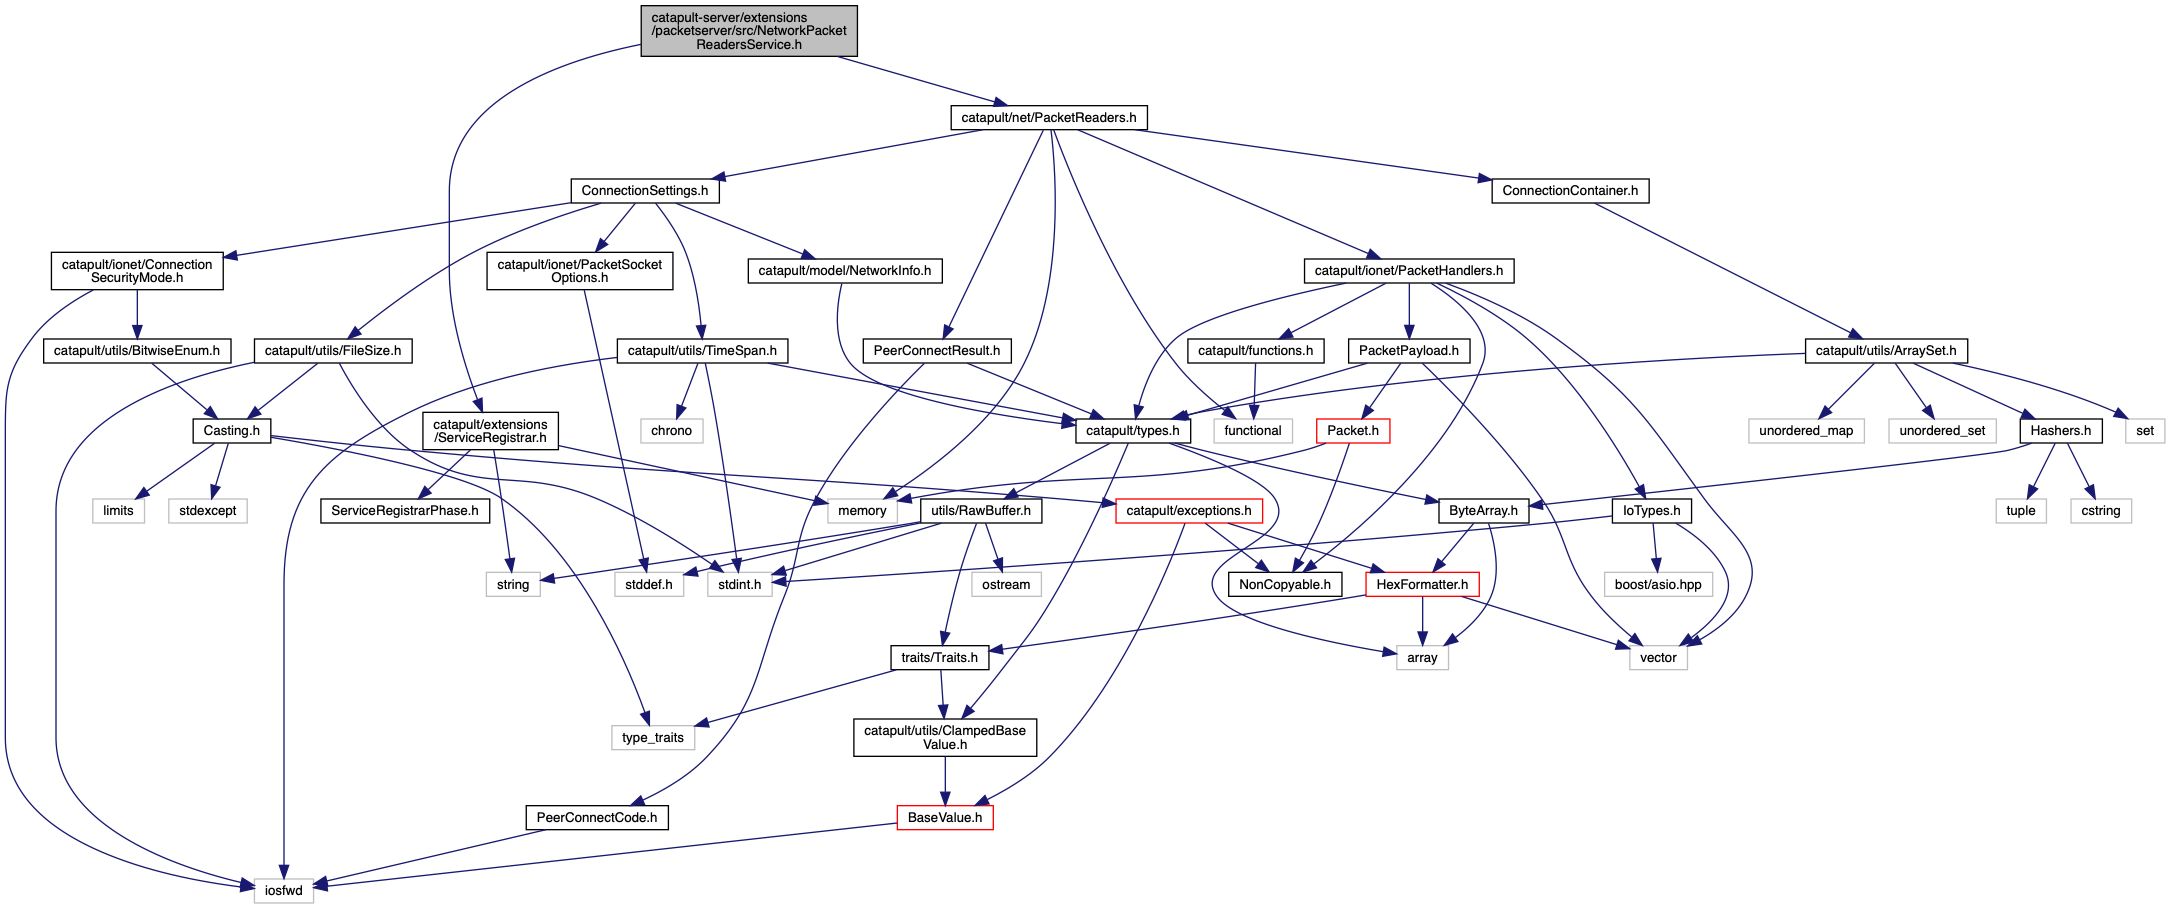 catapult-server/extensions
/packetserver/src/NetworkPacket
ReadersService.h
catapult/net/PacketReaders.h
ConnectionSettings.h
ConnectionContainer.h
catapult/ionet/Connection
SecurityMode.h
catapult/ionet/PacketSocket
Options.h
catapult/model/NetworkInfo.h
catapult/ionet/PacketHandlers.h
catapult/utils/BitwiseEnum.h
catapult/utils/FileSize.h
catapult/utils/TimeSpan.h
PeerConnectResult.h
catapult/functions.h
PacketPayload.h
catapult/utils/ArraySet.h
Casting.h
catapult/extensions
/ServiceRegistrar.h
chrono
catapult/types.h
functional
Packet.h
unordered_map
unordered_set
Hashers.h
set
limits
stdexcept
ServiceRegistrarPhase.h
memory
utils/RawBuffer.h
catapult/exceptions.h
ByteArray.h
IoTypes.h
tuple
cstring
string
stddef.h
stdint.h
ostream
NonCopyable.h
HexFormatter.h
boost/asio.hpp
traits/Traits.h
array
vector
type_traits
catapult/utils/ClampedBase
Value.h
PeerConnectCode.h
BaseValue.h
iosfwd